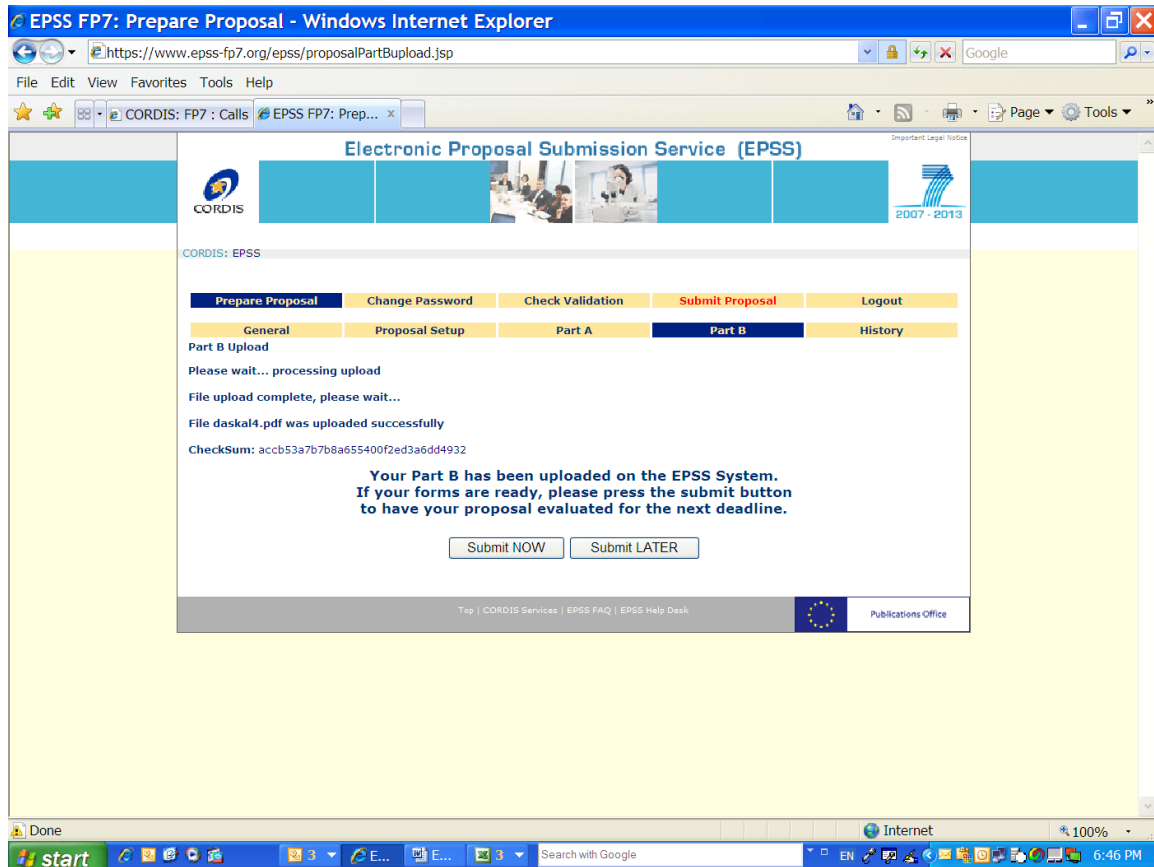 EPSS FP7: Prepare Proposal - Windows Internet Explorer
https://www.epss-fp7.org/epss/proposalPartBupload.jsp
Google
File Edit View Favorites Tools Help
CORDIS: FP7 : Calls
EPSS FP7: Prep...
Page
Tools
Important Legal Notice
Electronic Proposal Submission Service (EPSS)
CORDIS
7
2007 - 2013
CORDIS: EPSS
Prepare Proposal Change Password Check Validation Submit Proposal Logout
General Proposal Setup Part A Part B History
Part B Upload
Please wait... processing upload
File upload complete, please wait...
File daskal4.pdf was uploaded successfully
CheckSum: accb53a7b7b8a655400f2ed3a6dd4932
Your Part B has been uploaded on the EPSS System.
If your forms are ready, please press the submit button
to have your proposal evaluated for the next deadline.
Submit NOW Submit LATER
Top | CORDIS Services | EPSS FAQ | EPSS Help Desk
Publications Office
Done
Internet
100%
start
3
E...
E...
3
Search with Google
EN
6:46 PM